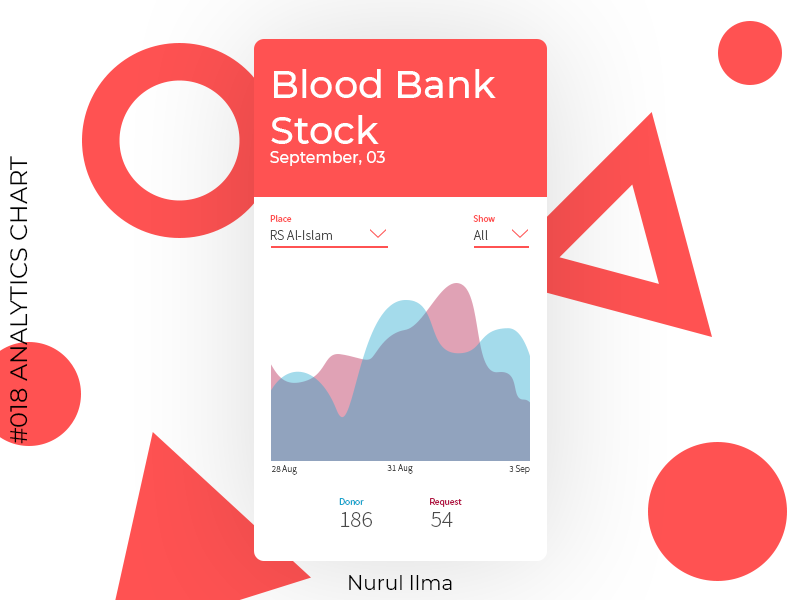 #018 ANALYTICS CHART
Blood Bank
Stock
September, 03
Place
Show
RS Al-Islam
All
28 Aug
31 Aug
3 Sep
Donor
Request
186
54
Nurul Ilma